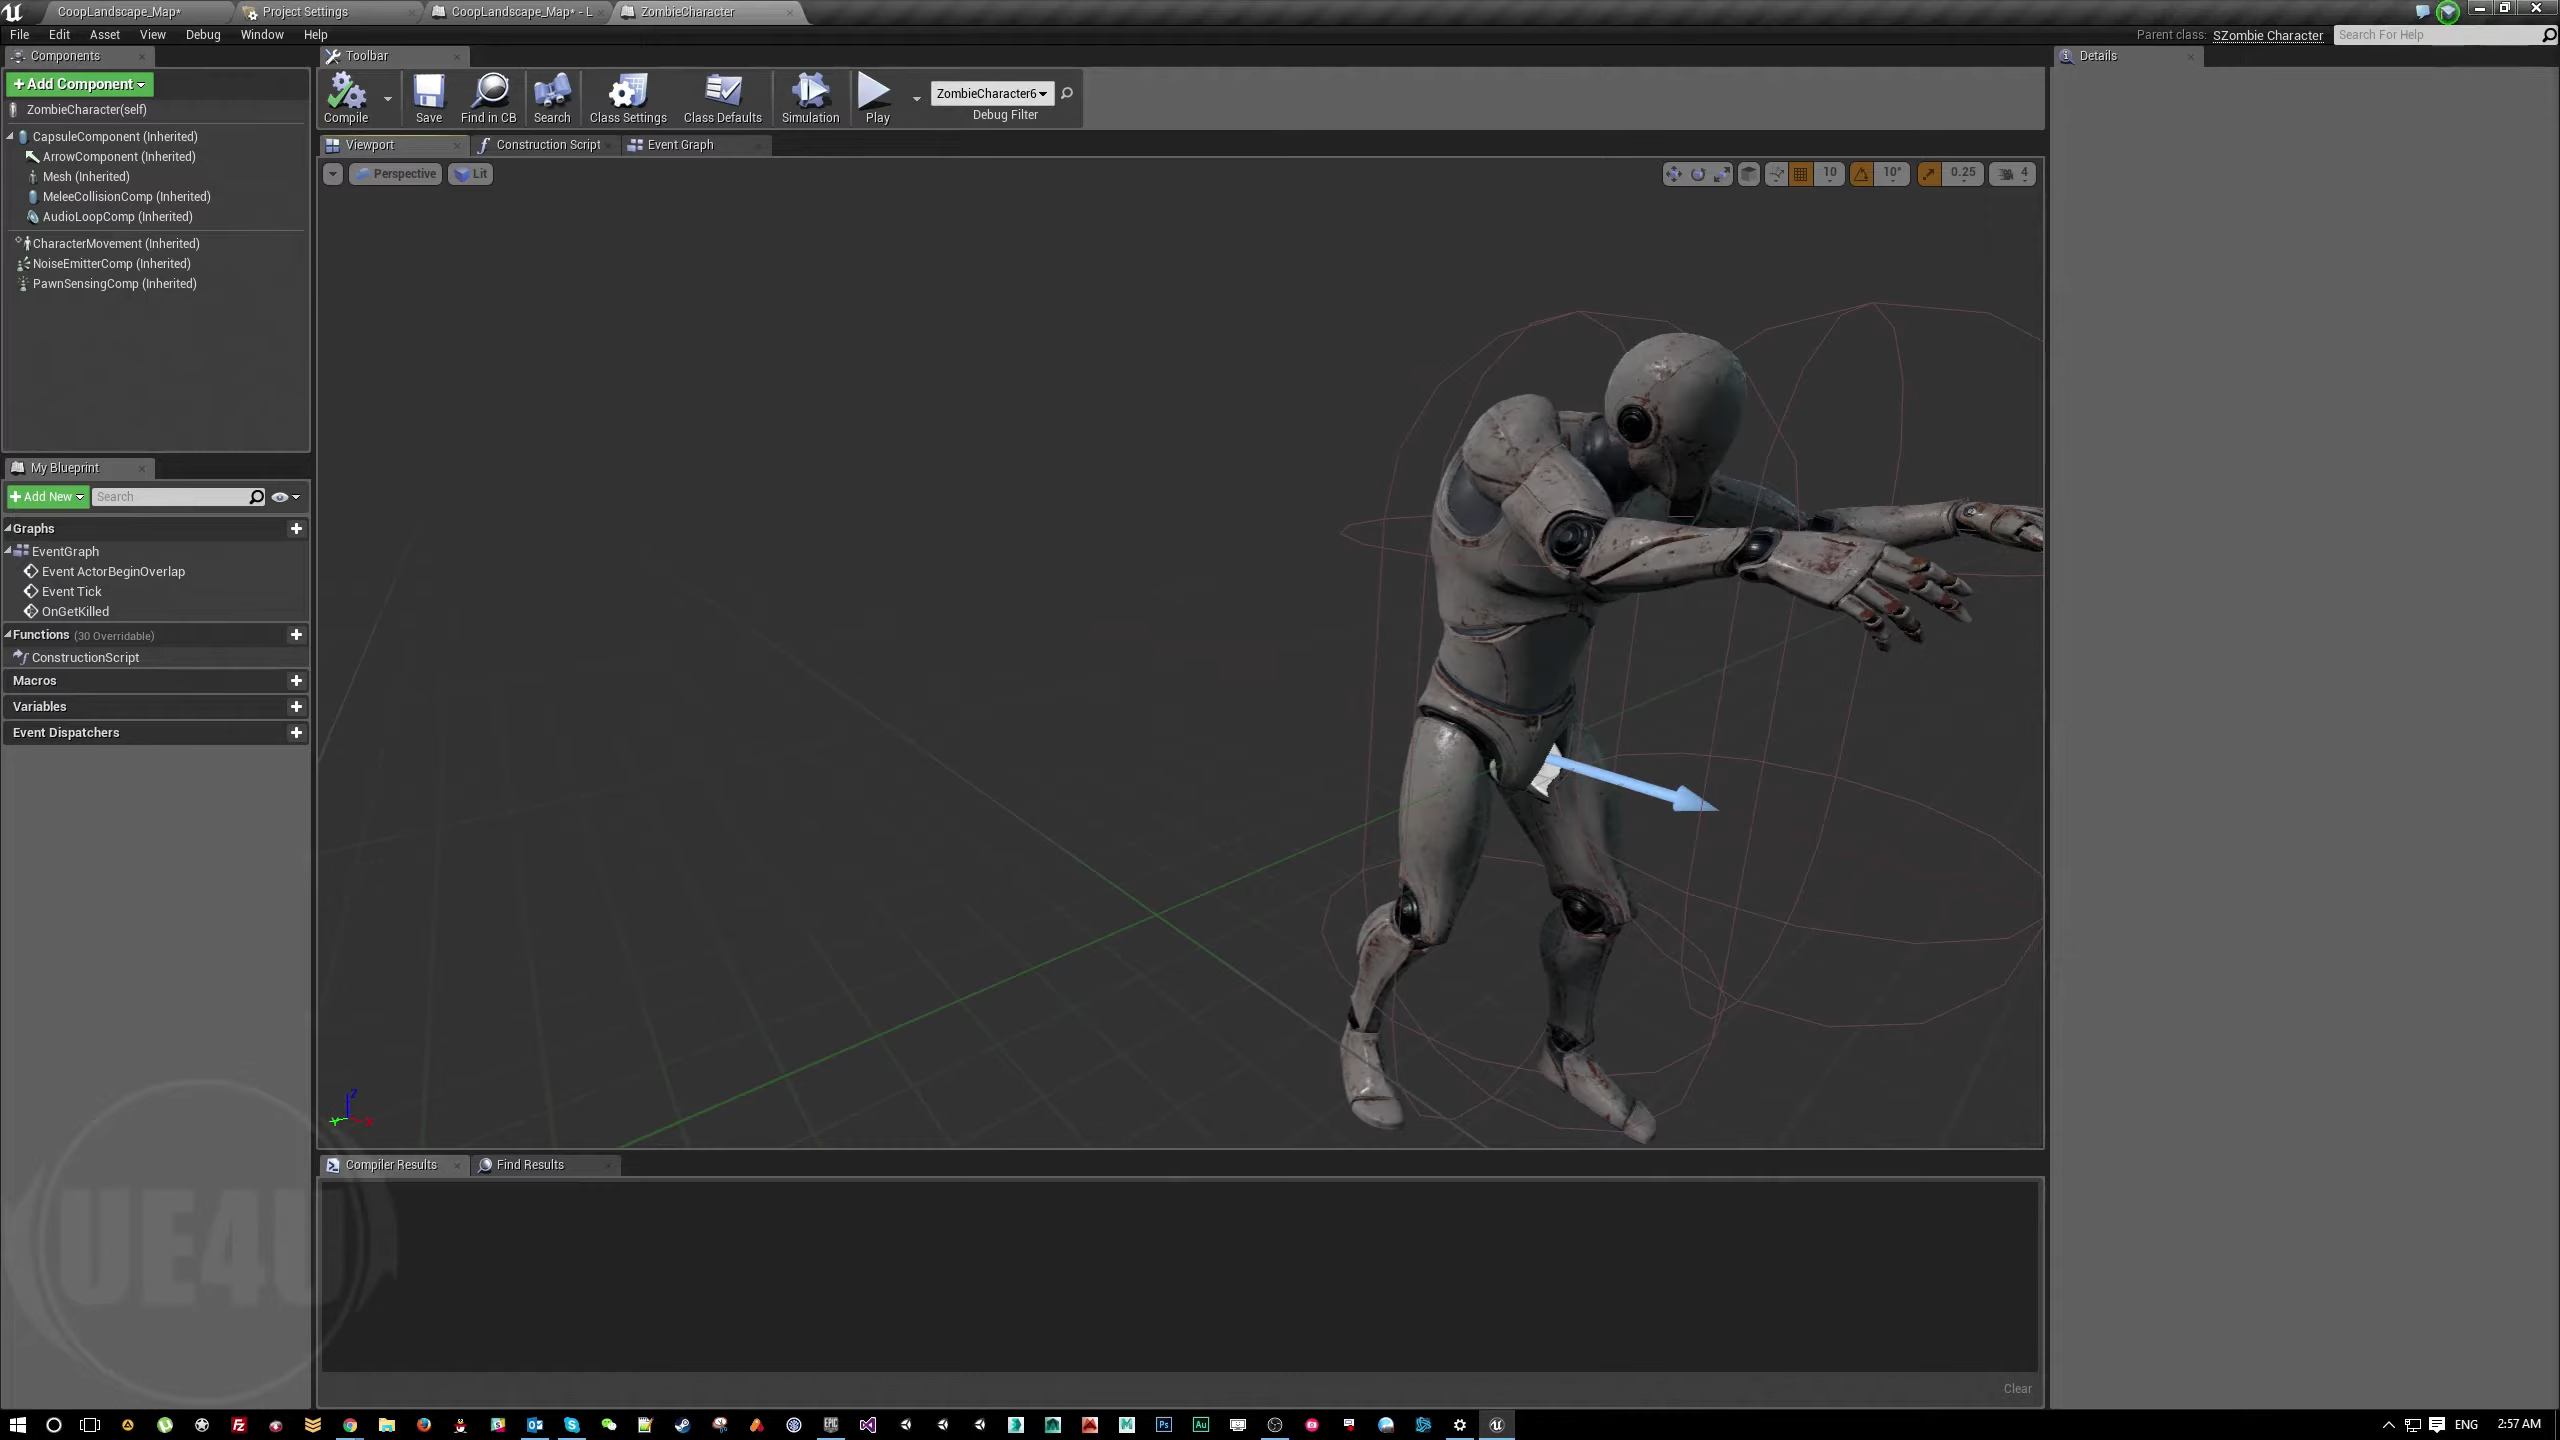 CoopLandscape_Map*
Project Settings
CoopLandscape_Map* - L
ZombieCharacter
File
Edit
Asset
View
Debug
Window
Help
Parent class:
SZombie Character
Search For Help
Components
Toolbar
Details
+ Add Component
ZombieCharacter(self)
CapsuleComponent (Inherited)
ArrowComponent (Inherited)
Mesh (Inherited)
MeleeCollisionComp (Inherited)
AudioLoopComp (Inherited)
CharacterMovement (Inherited)
NoiseEmitterComp (Inherited)
PawnSensingComp (Inherited)
Compile
Save
Find in CB
Search
Class Settings
Class Defaults
Simulation
Play
ZombieCharacter6
Debug Filter
Viewport
Construction Script
Event Graph
Perspective
Lit
10
10°
0.25
4
My Blueprint
+ Add New
Search
Graphs
EventGraph
Event ActorBeginOverlap
Event Tick
OnGetKilled
Functions (30 Overridable)
ConstructionScript
Macros
Variables
Event Dispatchers
Z
Y
X
Compiler Results
Find Results
UE4U
Clear
Ps
Au
ENG
2:57 AM